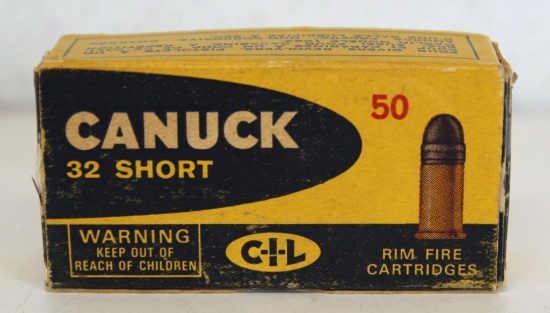 CANUCK
32 SHORT
50
WARNING
KEEP OUT OF
REACH OF CHILDREN
C-I-L
RIM FIRE
CARTRIDGES